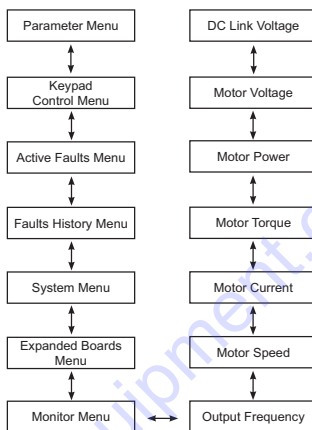 Parameter Menu
Keypad
Control Menu
Active Faults Menu
Faults History Menu
System Menu
Expanded Boards
Menu
Monitor Menu
DC Link Voltage
Motor Voltage
Motor Power
Motor Torque
Motor Current
Motor Speed
Output Frequency